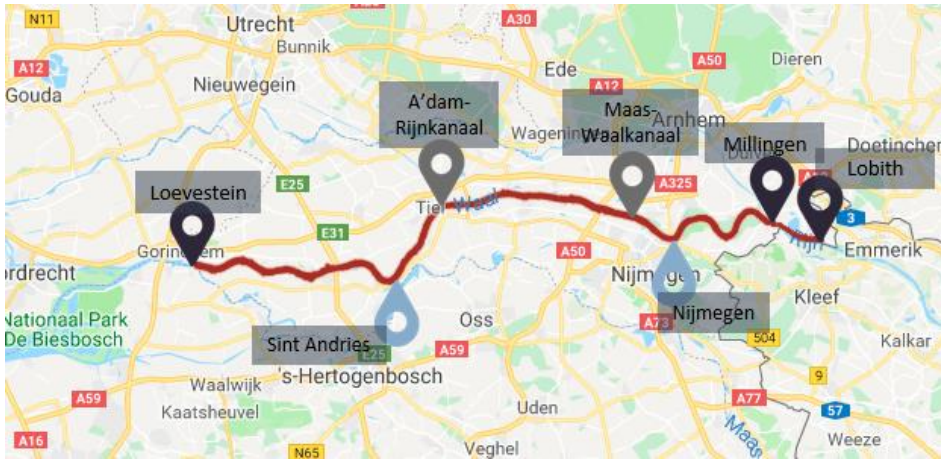 N11
A30
Utrecht
Bunnik
A12
A50
Dieren
Ede
Gouda
Nieuwegein
A12
A'dam-
Rijnkanaal
Maas-
Waalkanaal
Arnhem
Wageningen
Millingen
Doetinchem
Lobith
Loevestein
E25
A325
Tiel
Waal
3
E31
Gorinchem
A50
Rijn
Emmerik
ordrecht
Nijmegen
Kleef
Nationaal Park
De Biesbosch
Oss
A73
Nijmegen
Sint Andries
E25
A59
504
Kalkar
's-Hertogenbosch
Waalwijk
9
A59
Kaatsheuvel
Uden
A77
57
Maas
A16
N65
Veghel
Weeze